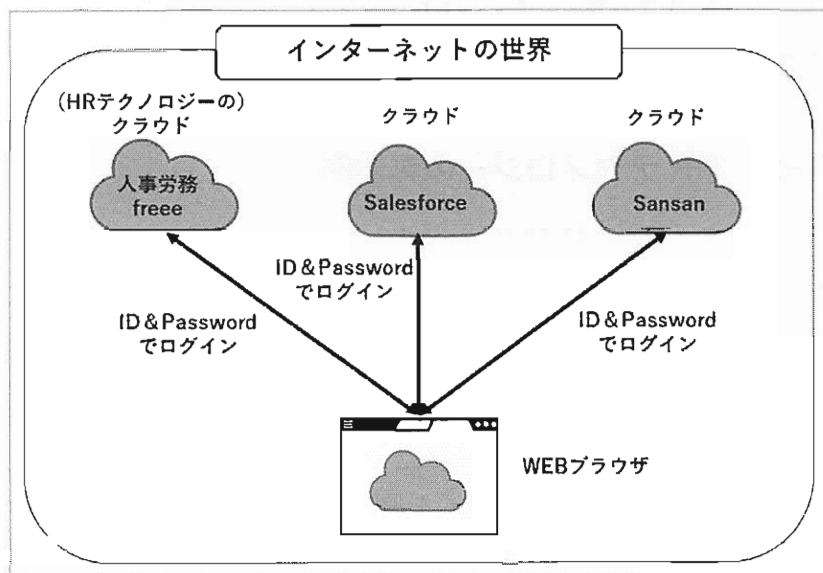 インターネットの世界
(HRテクノロジーの)
クラウド
クラウド
クラウド
人事労務
freee
Salesforce
Sansan
ID&Password
でログイン
ID&Password
でログイン
ID&Password
でログイン
WEBブラウザ